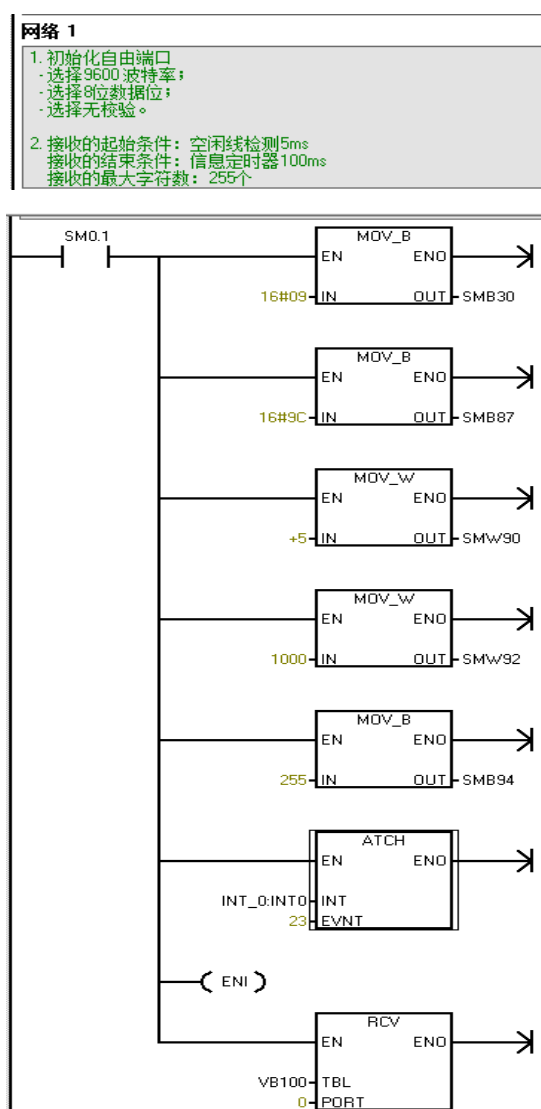 网络 1
1. 初始化自由端口
- 选择9600 波特率；
- 选择8位数据位；
- 选择无校验。
2. 接收的起始条件：空闲线检测5ms
接收的结束条件：信息定时器100ms
接收的最大字符数：255个
SM0.1
MOV_B
EN ENO
16#09 IN OUT SMB30
MOV_B
EN ENO
16#9C IN OUT SMB87
MOV_W
EN ENO
+5 IN OUT SMW90
MOV_W
EN ENO
1000 IN OUT SMW92
MOV_B
EN ENO
255 IN OUT SMB94
ATCH
EN ENO
INT_0:INT0 INT
23 EVNT
ENI
RCV
EN ENO
VB100 TBL
0 PORT